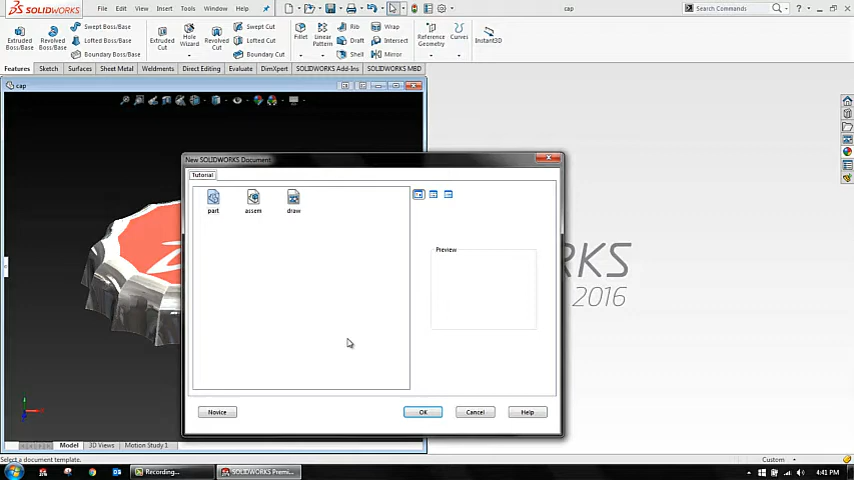 SOLIDWORKS
File Edit View Insert Tools Window Help
cap
Search Commands
Extruded Boss/Base
Revolved Boss/Base
Swept Boss/Base
Lofted Boss/Base
Boundary Boss/Base
Extruded Cut
Hole Wizard
Revolved Cut
Swept Cut
Lofted Cut
Boundary Cut
Fillet
Linear Pattern
Rib
Draft
Shell
Wrap
Intersect
Mirror
Reference Geometry
Curves
Instant3D
Features Sketch Surfaces Sheet Metal Weldments Direct Editing Evaluate DimXpert SOLIDWORKS Add-Ins SOLIDWORKS MBD
cap
New SOLIDWORKS Document
Tutorial
part assem draw
Preview
RKS
2016
Novice OK Cancel Help
Model 3D Views Motion Study 1
Select a document template.
Custom
Recording...
SOLIDWORKS Premi...
4:41 PM